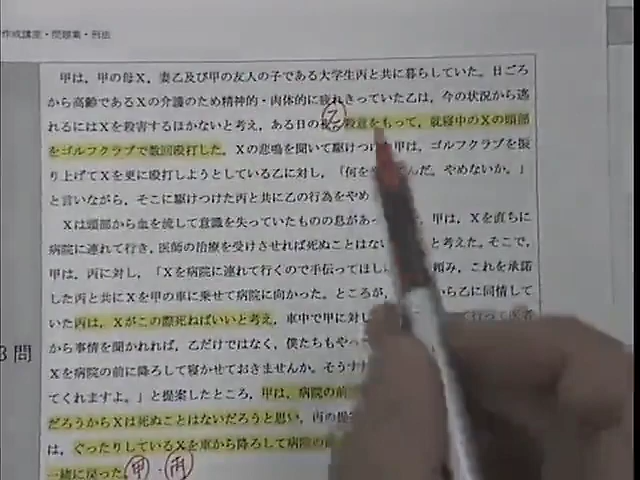 作成講座・問題集・刑法
甲は，甲の母X，妻乙及び甲の友人の子である大学生丙と共に暮らしていた。日ごろ
から高齢であるXの介護のため精神的・肉体的に疲れきっていた乙は，今の状況から逃
れるにはXを殺害するほかないと考え，ある日の夜 殺意をもって，就寝中のXの頭部
乙
をゴルフクラブで数回殴打した。Xの悲鳴を聞いて駆けつけた甲は，ゴルフクラブを振
り上げてXを更に殴打しようとしている乙に対し，「何を んだ。やめないか。」
と言いながら，そこに駆けつけた丙と共に乙の行為をやめ
Xは頭部から血を流して意識を失っていたものの息があ 甲は，Xを直ちに
病院に連れて行き，医師の治療を受けさせれば死ぬことはな と考えた。そこで，
甲は，丙に対し，「Xを病院に連れて行くので手伝ってほし 頼み，これを承諾
した丙と共にXを甲の車に乗せて病院に向かった。ところが， から乙に同情して
いた丙は，Xがこの際死ねばいいと考え，車中で甲に対し 行って医者
から事情を聞かれれば，乙だけではなく，僕たちもや
Xを病院の前に降ろして寝かせておきませんか。そうす
てくれますよ。」と提案したところ，甲は，病院の前
だろうからXは死ぬことはないだろうと思い，丙の提
は，ぐったりしているXを車から降ろして病院の
一緒に戻った。甲・丙
3問